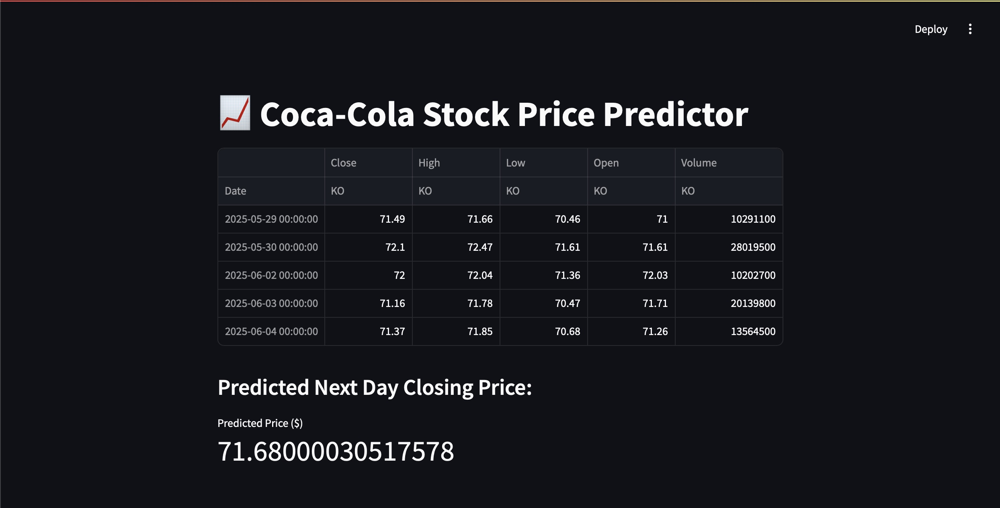 Deploy
📈 Coca-Cola Stock Price Predictor
Close High Low Open Volume
Date KO KO KO KO KO
2025-05-29 00:00:00 71.49 71.66 70.46 71 10291100
2025-05-30 00:00:00 72.1 72.47 71.61 71.61 28019500
2025-06-02 00:00:00 72 72.04 71.36 72.03 10202700
2025-06-03 00:00:00 71.16 71.78 70.47 71.71 20139800
2025-06-04 00:00:00 71.37 71.85 70.68 71.26 13564500
Predicted Next Day Closing Price:
Predicted Price ($)
71.68000030517578